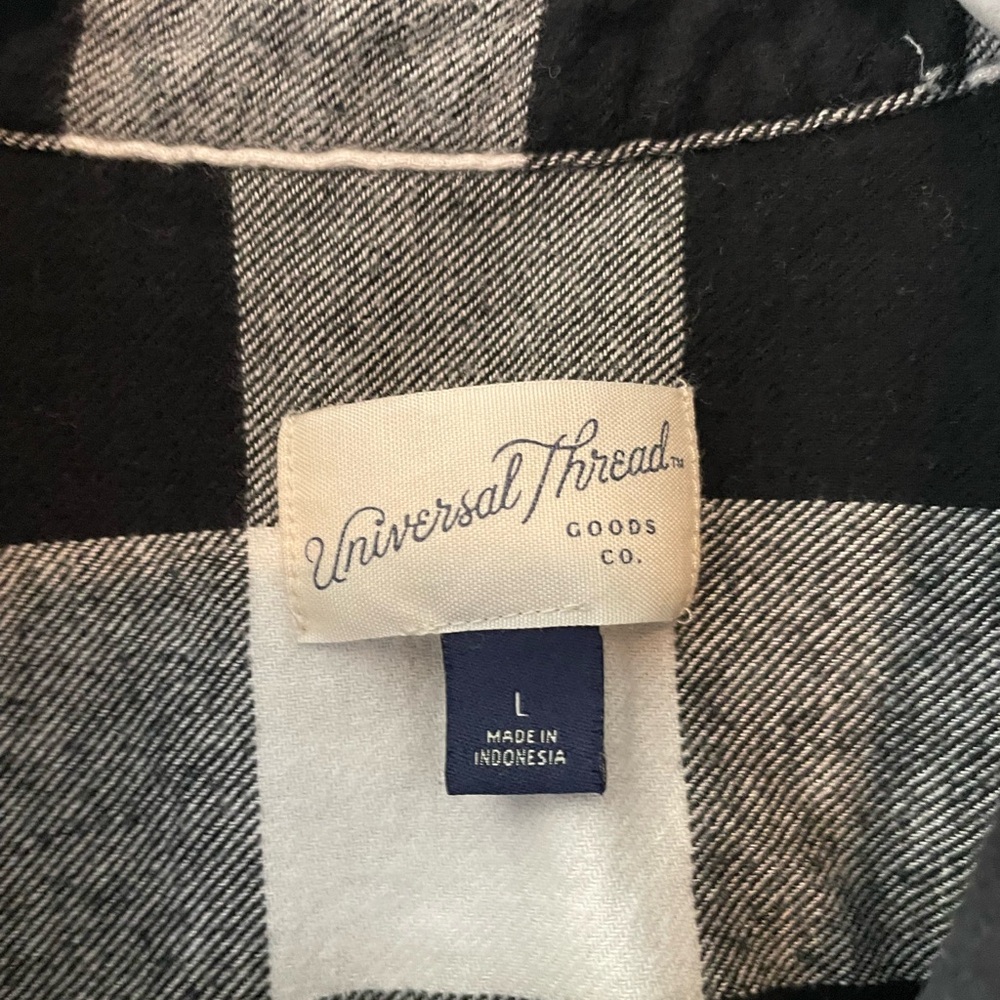 Universal Thread™
GOODS
CO.
L
MADE IN
INDONESIA